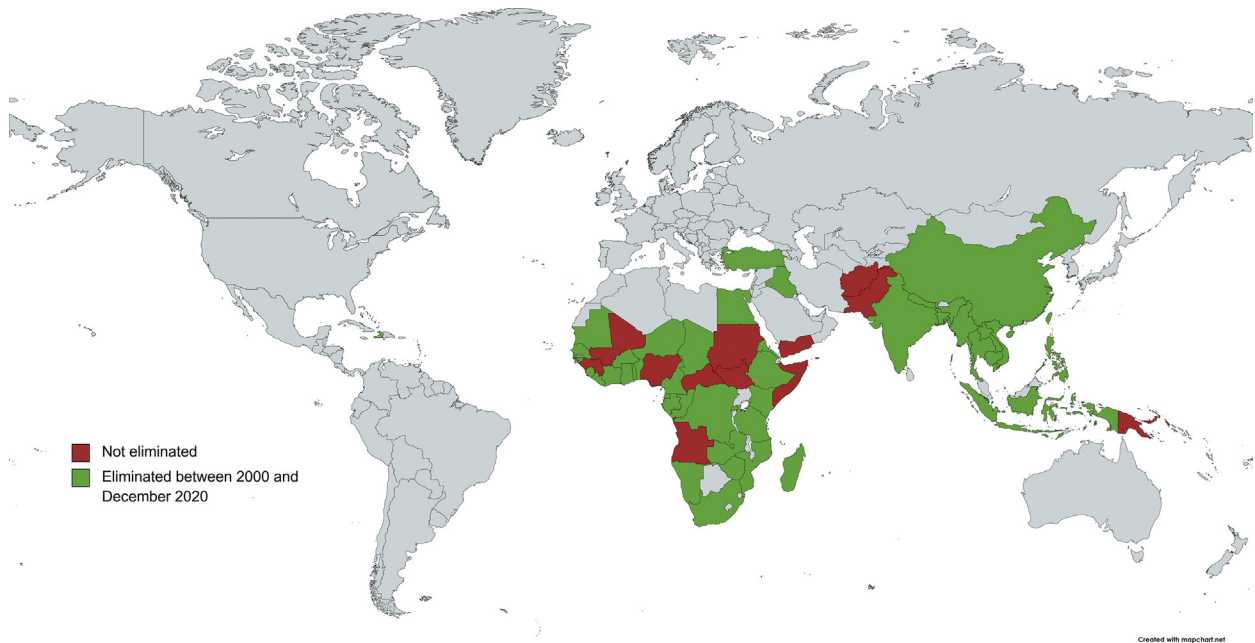 Not eliminated
Eliminated between 2000 and
December 2020
Created with mapchart.net